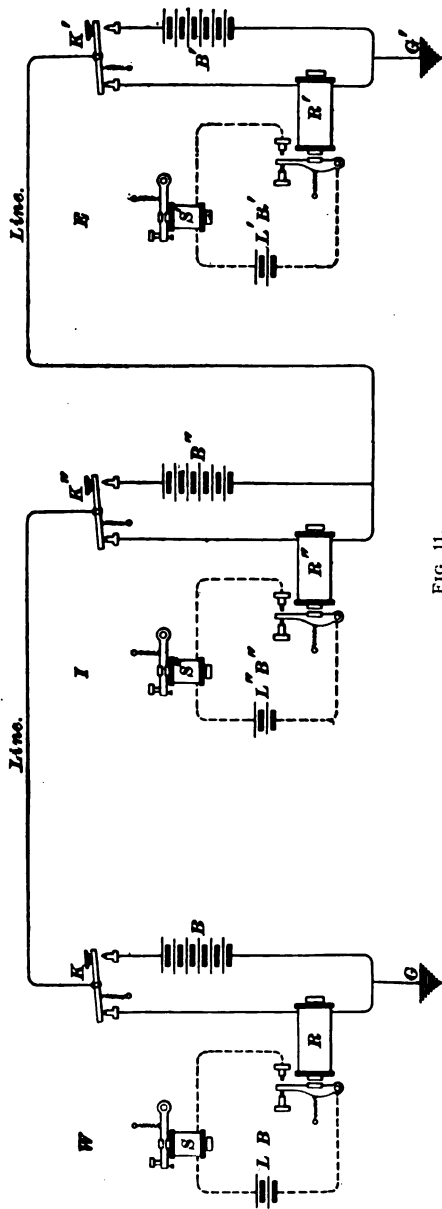 Line. Line.
K K″ K′
W B I B″ E B′
S S S′
L B L″B″ L′B′
R R″ R′
G G′
FIG. 11.